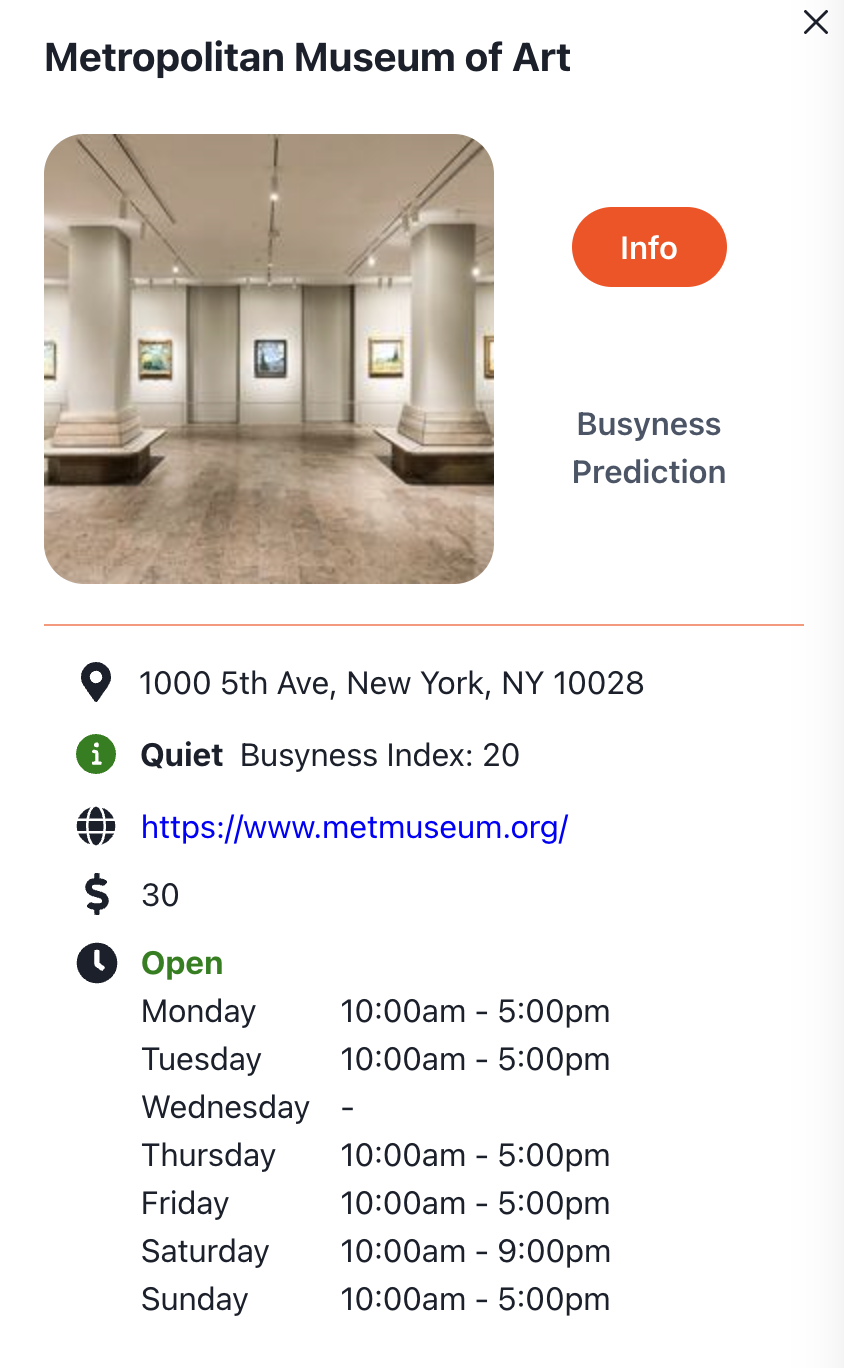 Metropolitan Museum of Art
Info
Busyness
Prediction
1000 5th Ave, New York, NY 10028
Quiet Busyness Index: 20
https://www.metmuseum.org/
$ 30
Open
Monday 10:00am - 5:00pm
Tuesday 10:00am - 5:00pm
Wednesday -
Thursday 10:00am - 5:00pm
Friday 10:00am - 5:00pm
Saturday 10:00am - 9:00pm
Sunday 10:00am - 5:00pm